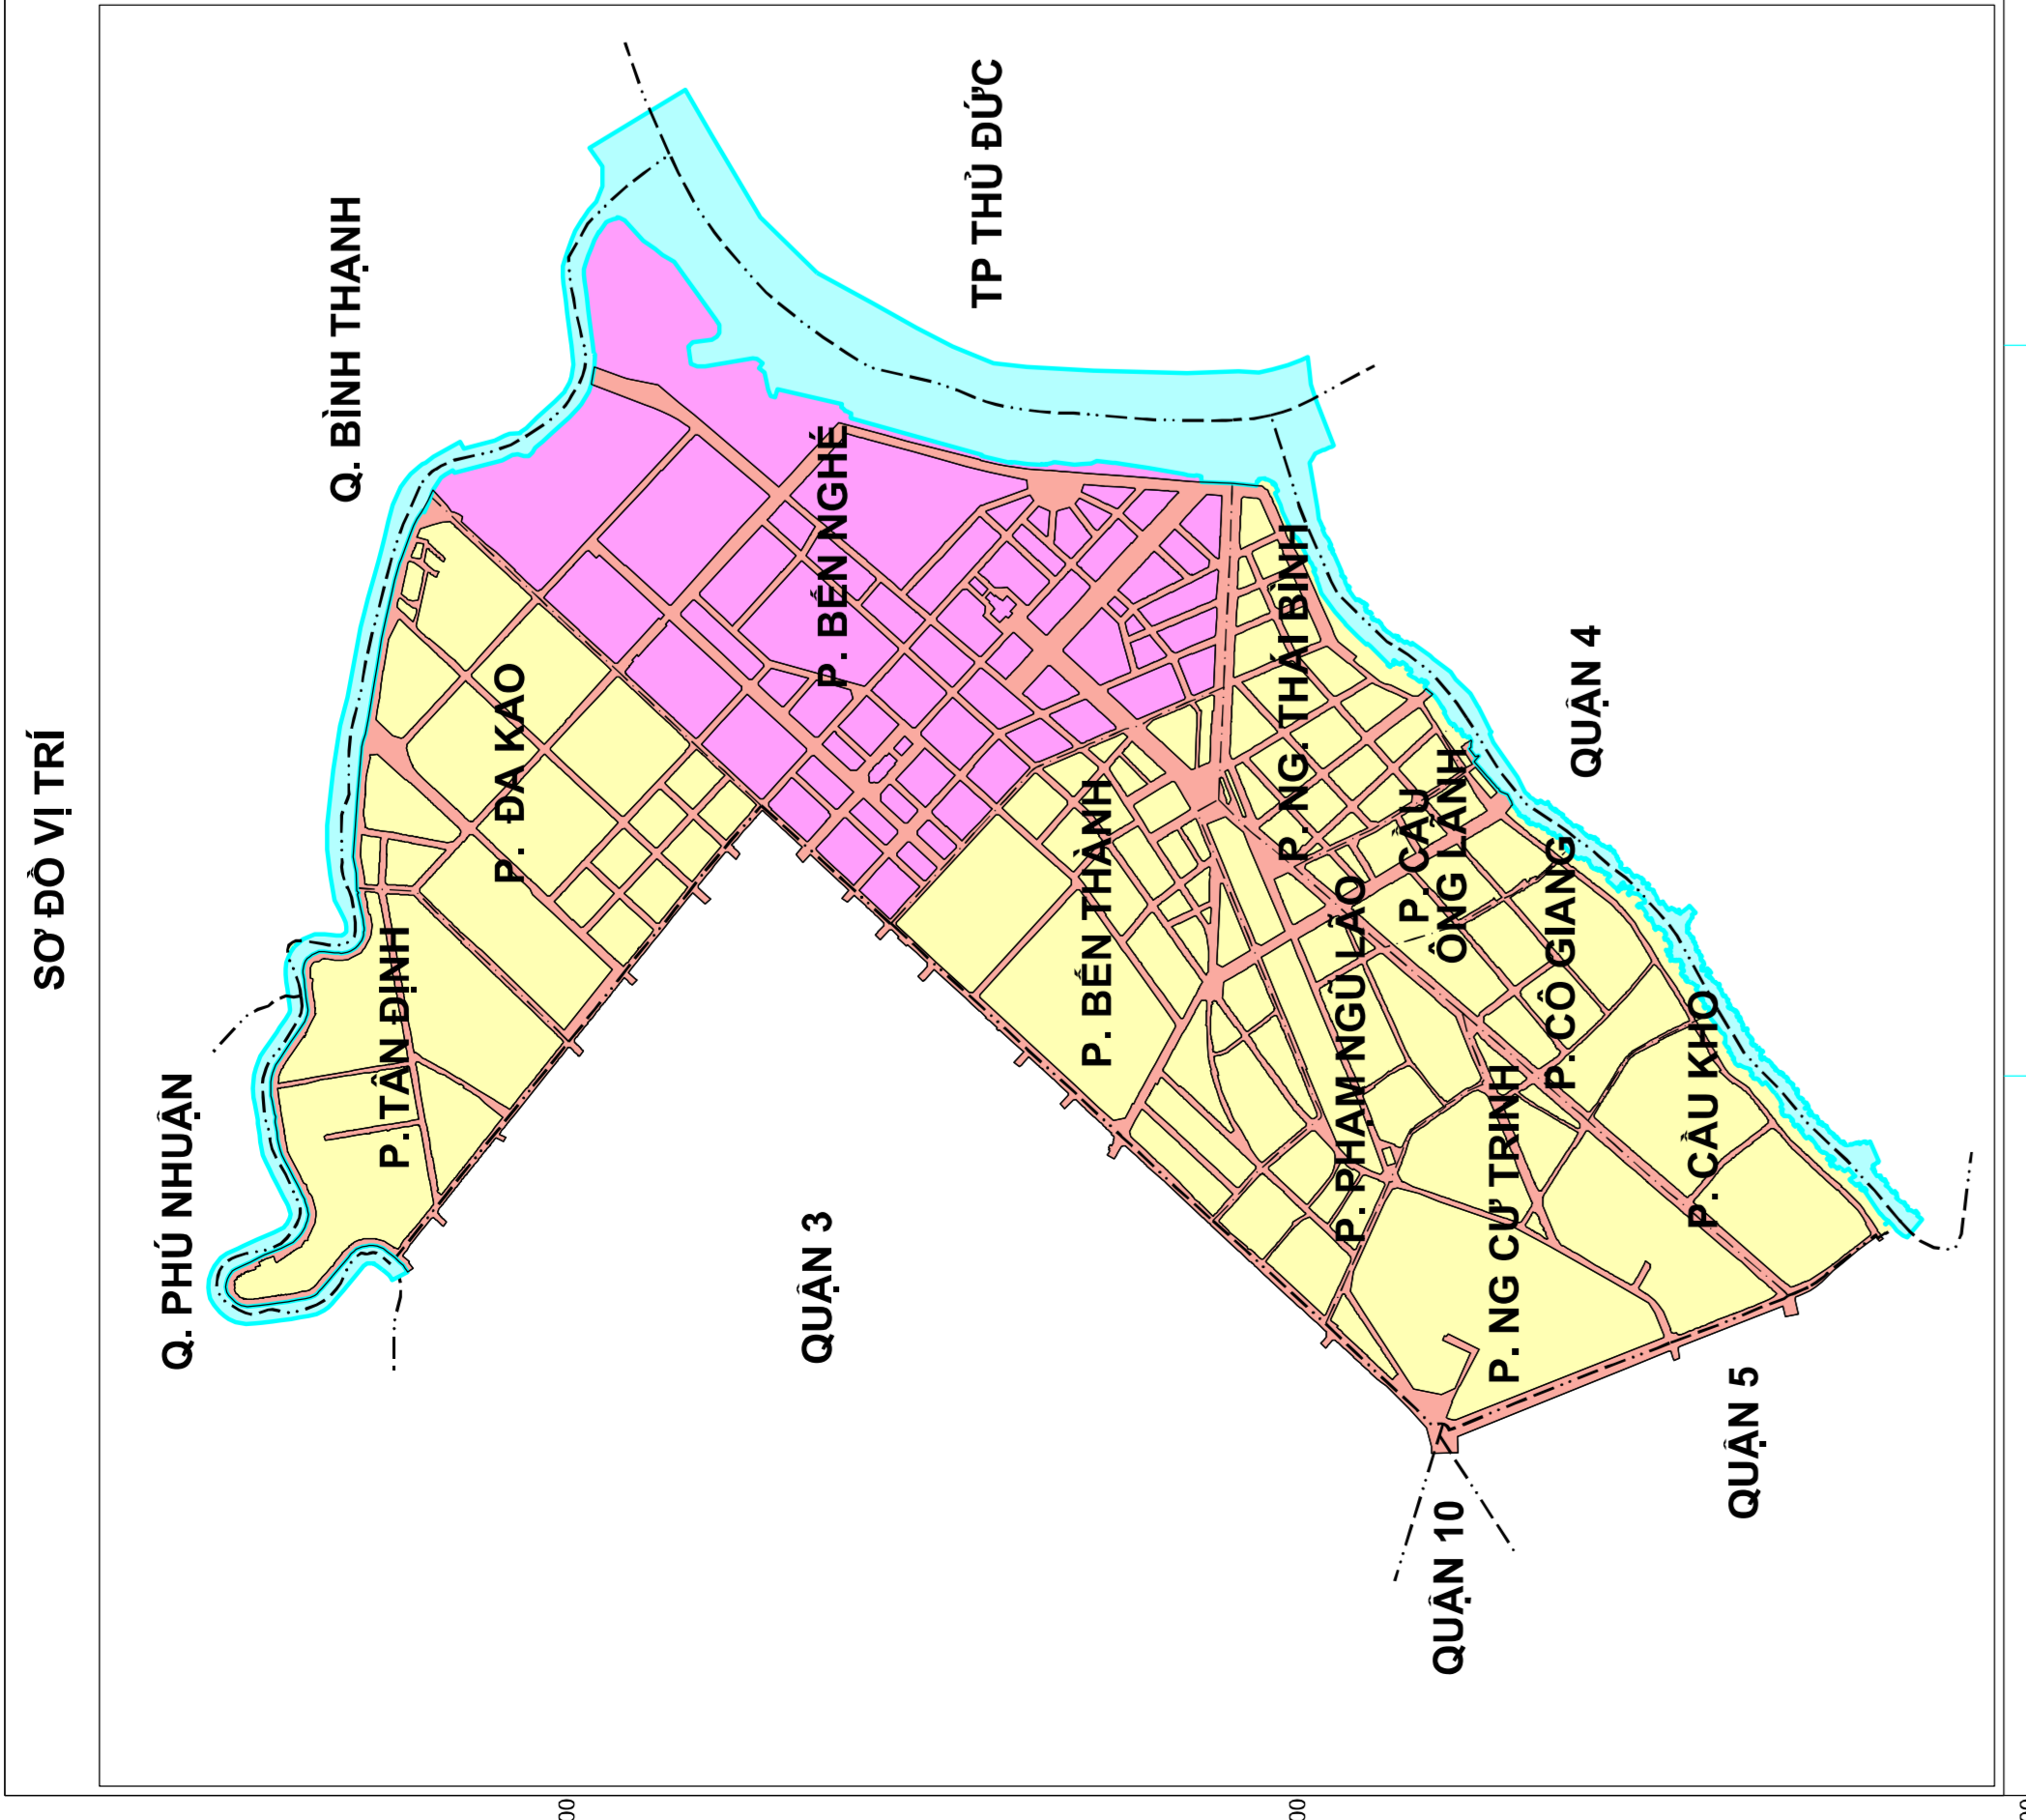 SƠ ĐỒ VỊ TRÍ
Q. PHÚ NHUẬN
Q. BÌNH THẠNH
P. TÂN ĐỊNH
P. ĐA KAO
QUẬN 3
P. BẾN NGHÉ
TP THỦ ĐỨC
P. BẾN THÀNH
P. NG. THÁI BÌNH
P. PHẠM NGŨ LÃO
P. CẦU
ÔNG LÃNH
QUẬN 10
P. NG CƯ TRINH
P. CÔ GIANG
QUẬN 4
P. CẦU KHO
QUẬN 5
00
00